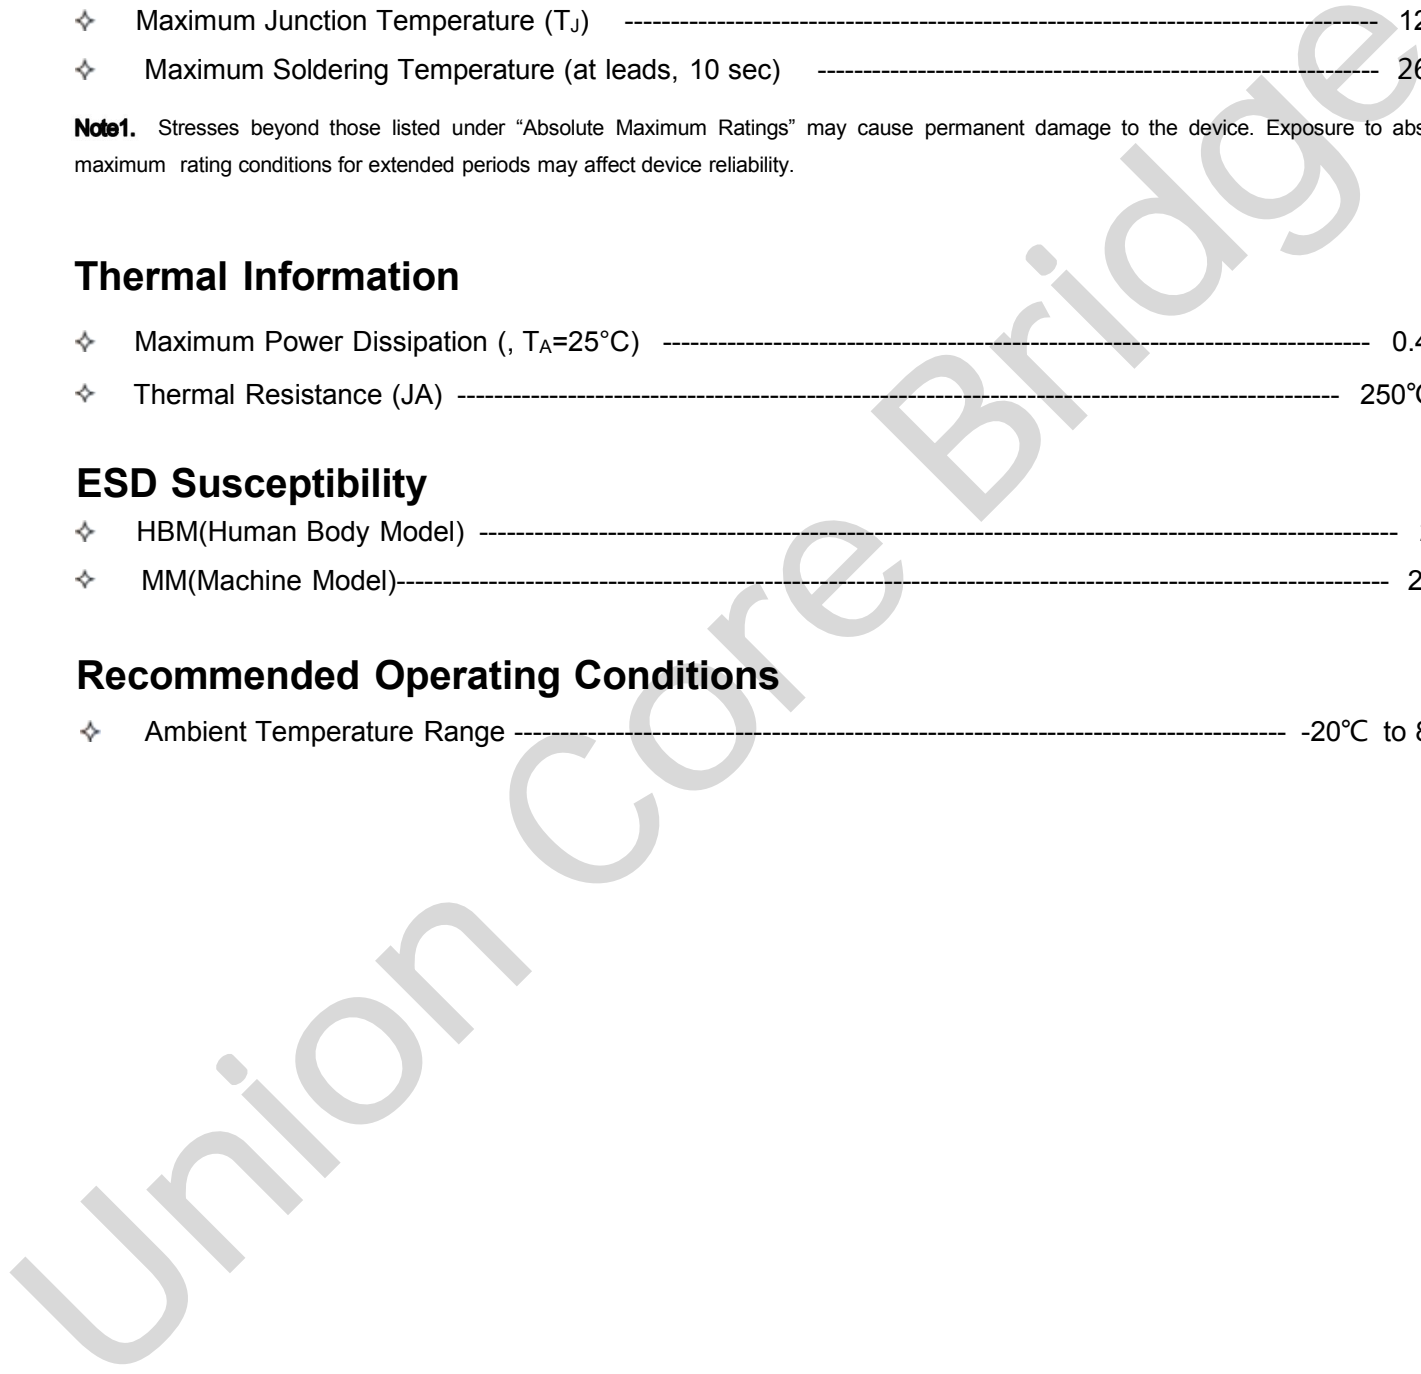 ✧ Maximum Junction Temperature (TJ) ---------------------------------------------------------------------------------- 12
✧ Maximum Soldering Temperature (at leads, 10 sec) ------------------------------------------------------------- 26
Note1. Stresses beyond those listed under “Absolute Maximum Ratings” may cause permanent damage to the device. Exposure to abs
maximum rating conditions for extended periods may affect device reliability.
Thermal Information
✧ Maximum Power Dissipation (, TA=25°C) ----------------------------------------------------------------------------- 0.4
✧ Thermal Resistance (JA) ------------------------------------------------------------------------------------------------ 250℃
ESD Susceptibility
✧ HBM(Human Body Model) ----------------------------------------------------------------------------------------------------
✧ MM(Machine Model)------------------------------------------------------------------------------------------------------------ 2
Recommended Operating Conditions
✧ Ambient Temperature Range ------------------------------------------------------------------------------------ -20℃ to 8
Union Core Bridge